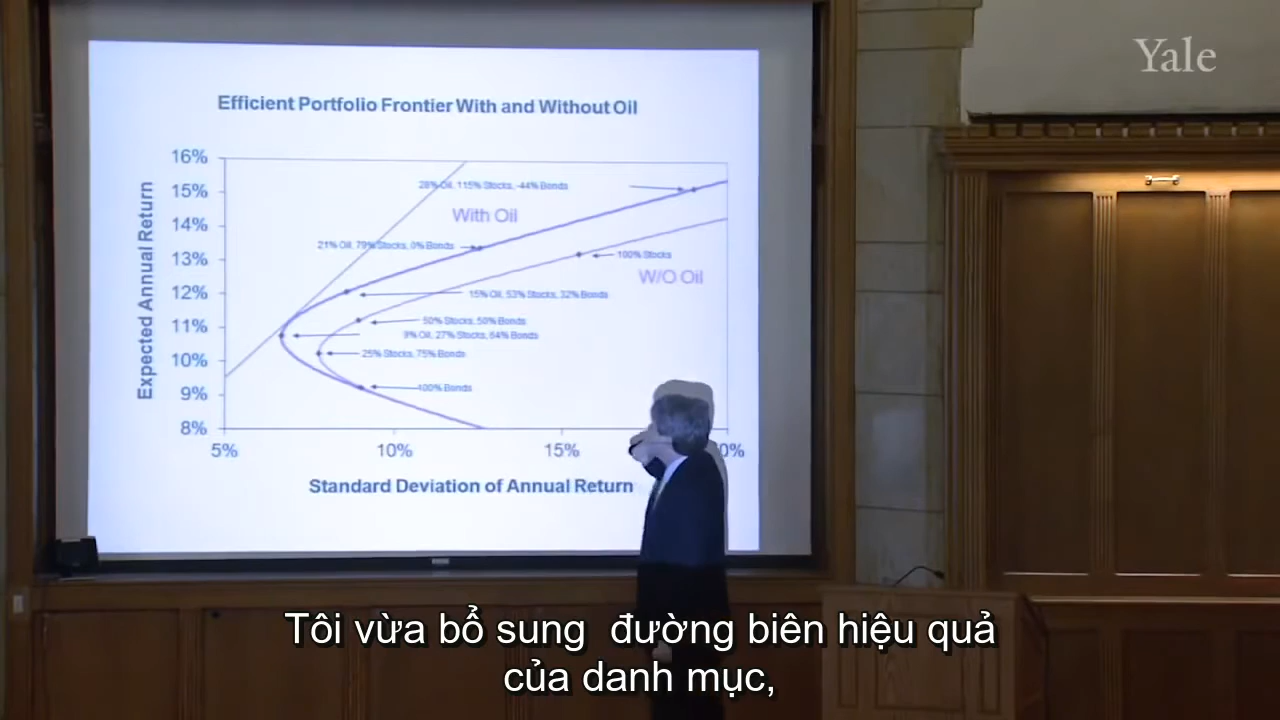 Yale
Efficient Portfolio Frontier With and Without Oil
Expected Annual Return
16%
15%
14%
13%
12%
11%
10%
9%
8%
28% Oil, 115% Stocks, -44% Bonds
With Oil
21% Oil, 79% Stocks, 0% Bonds
100% Stocks
W/O Oil
15% Oil, 53% Stocks, 32% Bonds
50% Stocks, 50% Bonds
9% Oil, 27% Stocks, 64% Bonds
25% Stocks, 75% Bonds
100% Bonds
5%
10%
15%
0%
Standard Deviation of Annual Return
Tôi vừa bổ sung đường biên hiệu quả
của danh mục,